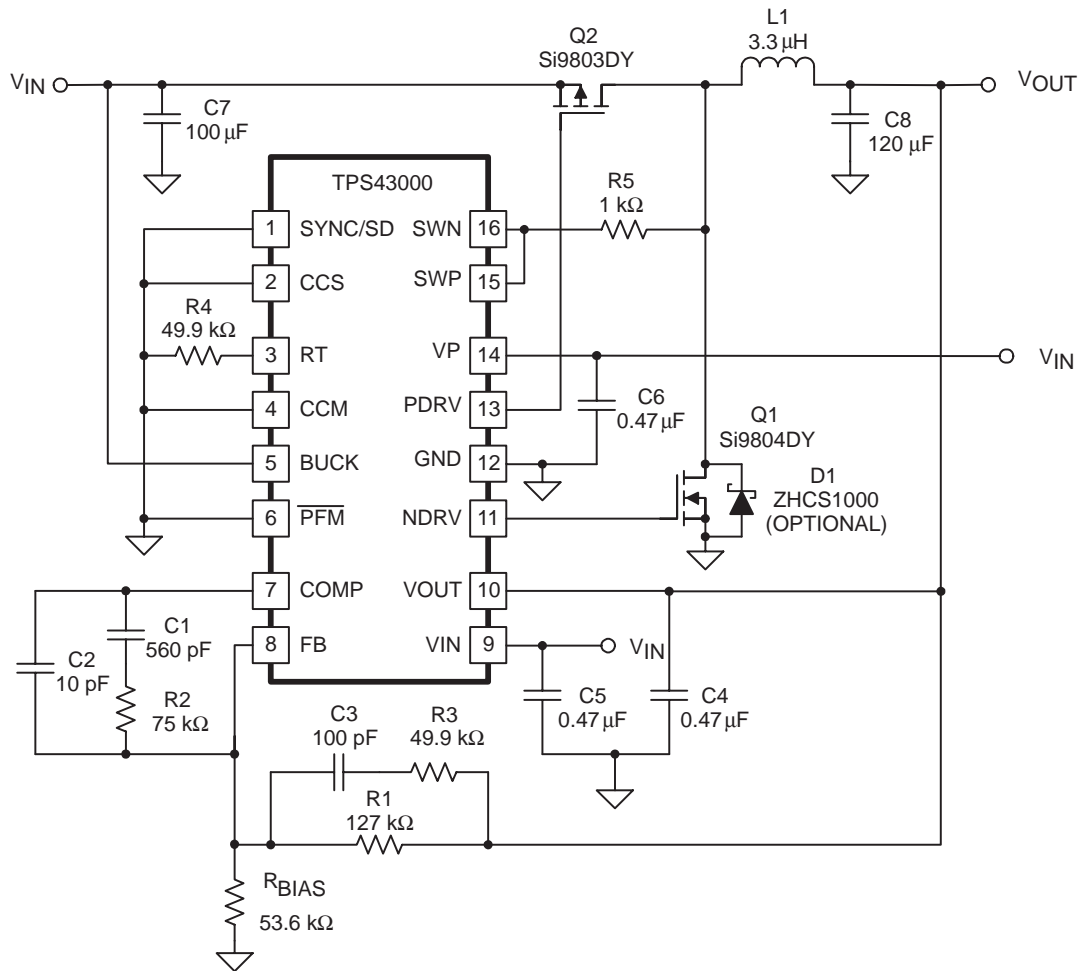 L1
3.3 μH
Q2
Si9803DY
VIN
VOUT
C7
100 μF
C8
120 μF
TPS43000
R5
1 kΩ
1 SYNC/SD SWN 16
2 CCS SWP 15
R4
49.9 kΩ
3 RT VP 14
VIN
4 CCM PDRV 13
C6
0.47 μF
Q1
Si9804DY
5 BUCK GND 12
D1
ZHCS1000
(OPTIONAL)
6 PFM NDRV 11
7 COMP VOUT 10
C1
560 pF
8 FB VIN 9
VIN
C2
10 pF
R2
75 kΩ
C5
0.47 μF
C4
0.47 μF
C3
100 pF
R3
49.9 kΩ
R1
127 kΩ
RBIAS
53.6 kΩ